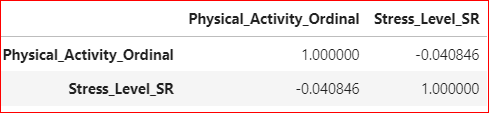 Physical_Activity_Ordinal Stress_Level_SR
Physical_Activity_Ordinal 1.000000 -0.040846
Stress_Level_SR -0.040846 1.000000